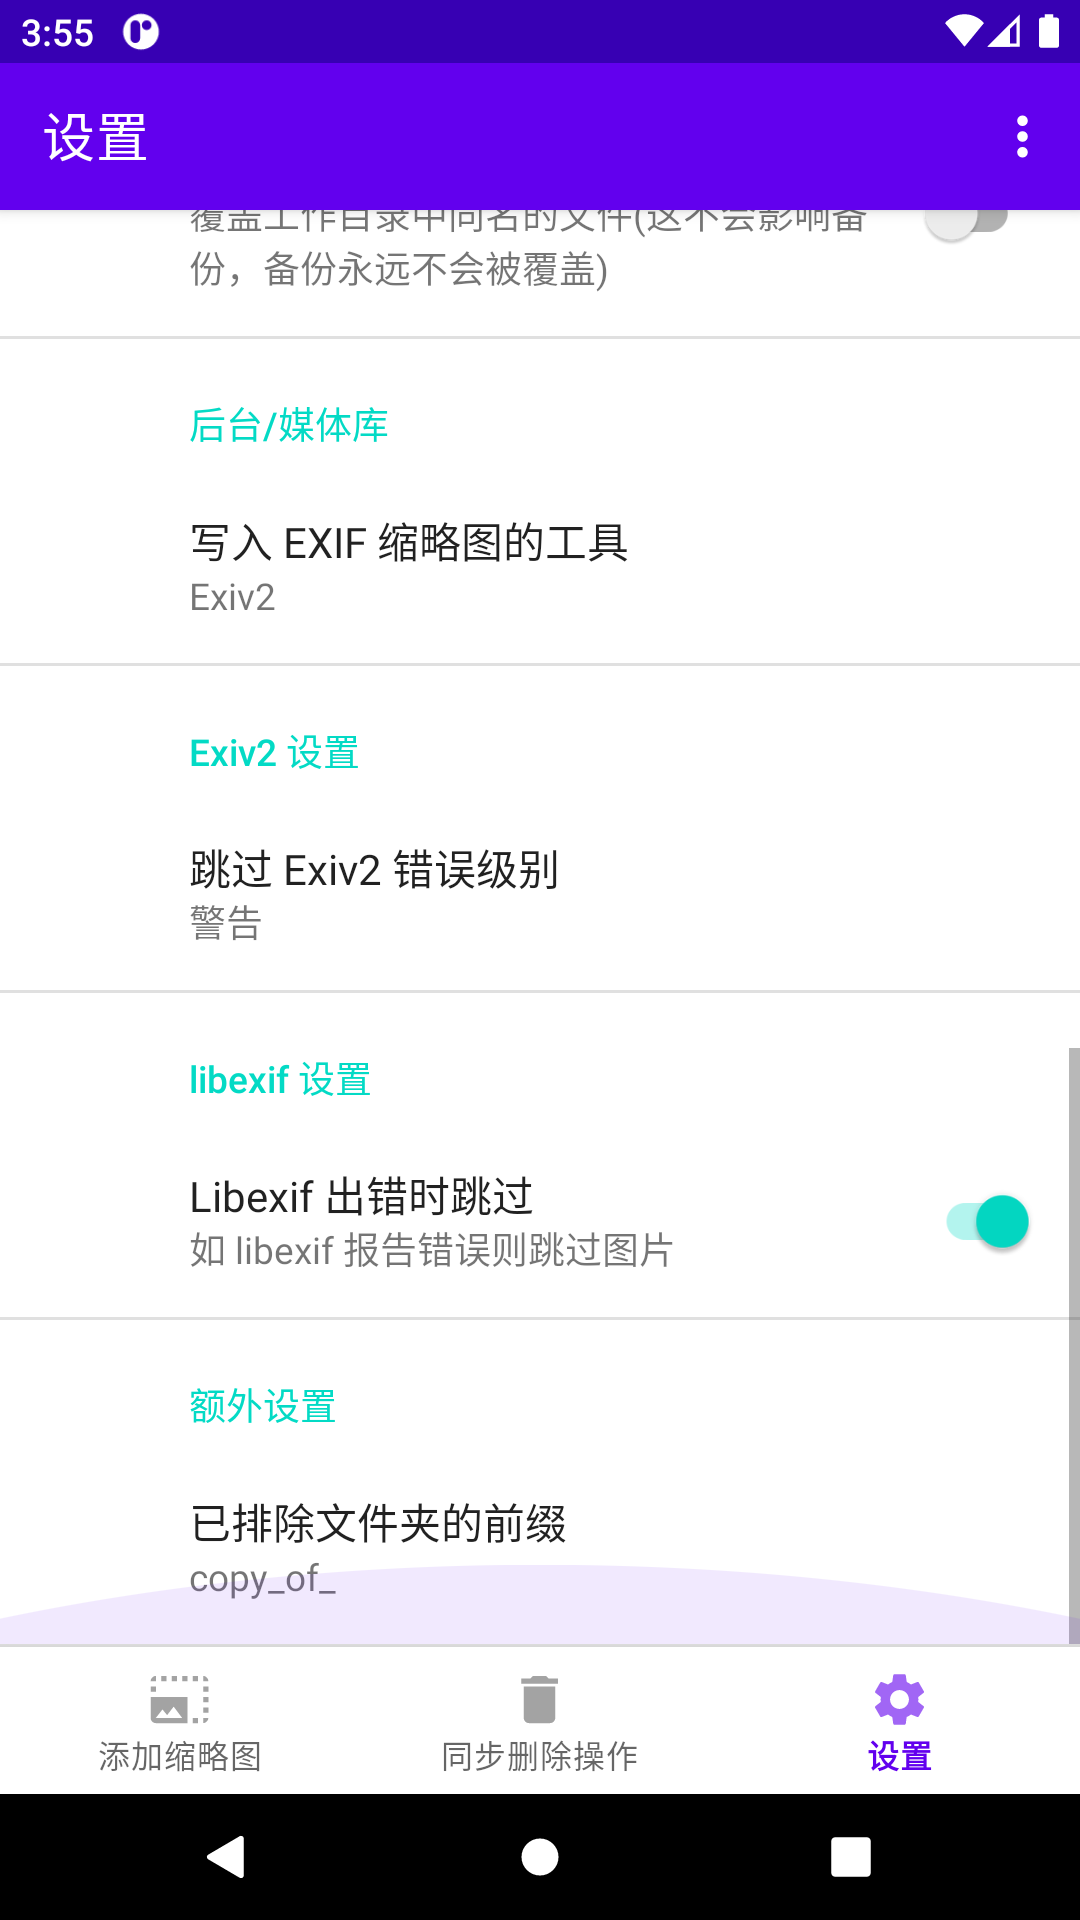 3:55
设置
覆盖工作目录中同名的文件(这不会影响备
份，备份永远不会被覆盖)
后台/媒体库
写入 EXIF 缩略图的工具
Exiv2
Exiv2 设置
跳过 Exiv2 错误级别
警告
libexif 设置
Libexif 出错时跳过
如 libexif 报告错误则跳过图片
额外设置
已排除文件夹的前缀
copy_of_
添加缩略图
同步删除操作
设置